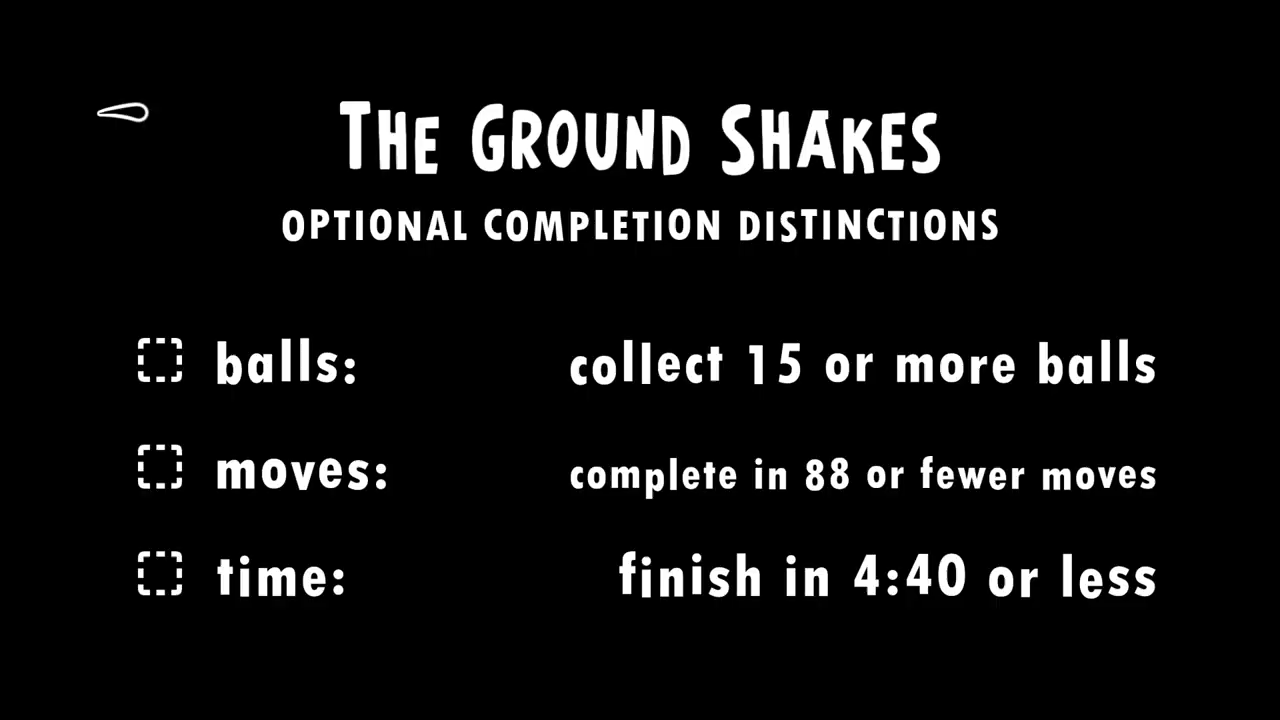 The Ground Shakes
OPTIONAL COMPLETION DISTINCTIONS
balls: collect 15 or more balls
moves: complete in 88 or fewer moves
time: finish in 4:40 or less